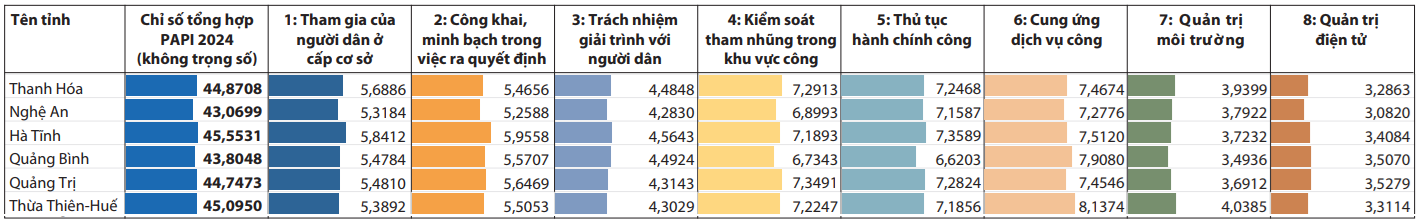 Tên tỉnh
Chỉ số tổng hợp
PAPI 2024
(không trọng số)
1: Tham gia của
người dân ở
cấp cơ sở
2: Công khai,
minh bạch trong
việc ra quyết định
3: Trách nhiệm
giải trình với
người dân
4: Kiểm soát
tham nhũng trong
khu vực công
5: Thủ tục
hành chính công
6: Cung ứng
dịch vụ công
7: Quản trị
môi trường
8: Quản trị
điện tử
Thanh Hóa 44,8708 5,6886 5,4656 4,4848 7,2913 7,2468 7,4674 3,9399 3,2863
Nghệ An 43,0699 5,3184 5,2588 4,2830 6,8993 7,1587 7,2776 3,7922 3,0820
Hà Tĩnh 45,5531 5,8412 5,9558 4,5643 7,1893 7,3589 7,5120 3,7232 3,4084
Quảng Bình 43,8048 5,4784 5,5707 4,4924 6,7343 6,6203 7,9080 3,4936 3,5070
Quảng Trị 44,7473 5,4810 5,6469 4,3143 7,3491 7,2824 7,4546 3,6912 3,5279
Thừa Thiên-Huế 45,0950 5,3892 5,5053 4,3029 7,2247 7,1856 8,1374 4,0385 3,3114